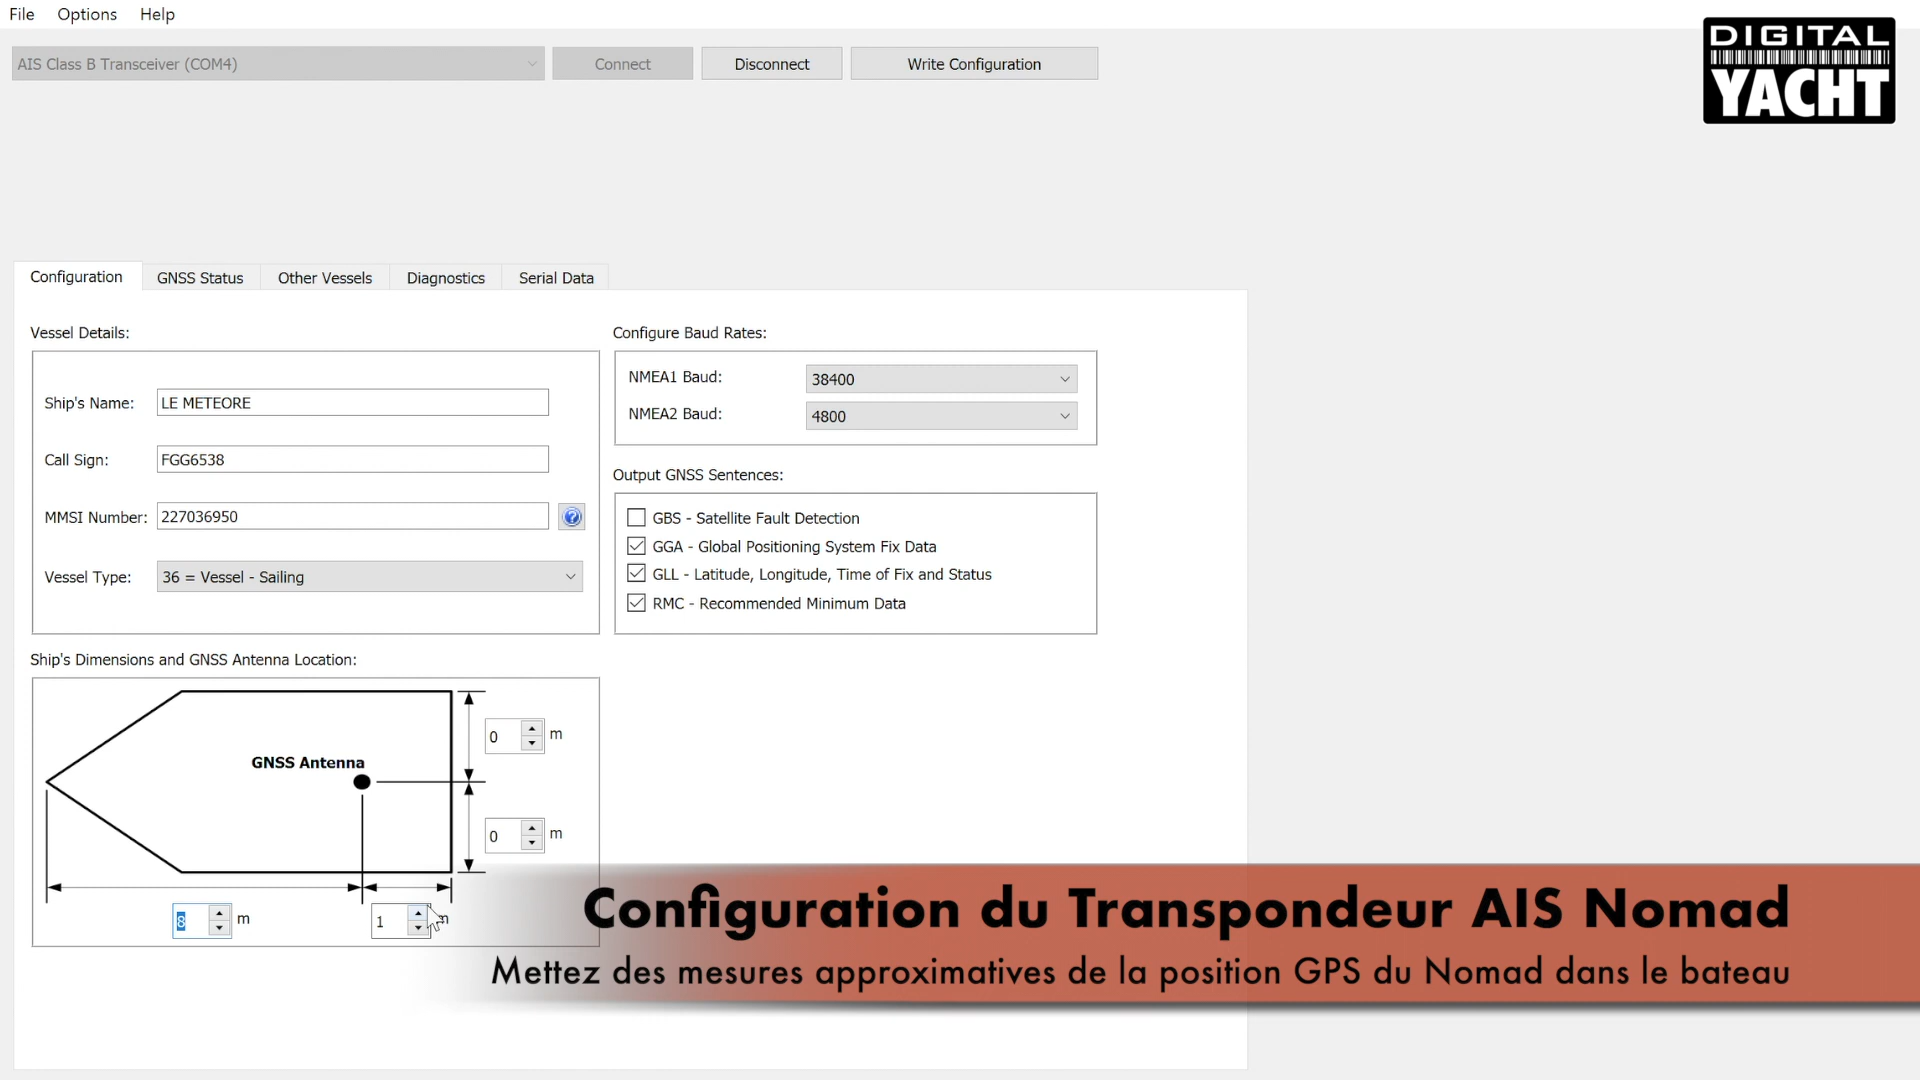 File Options Help
AIS Class B Transceiver (COM4) Connect Disconnect Write Configuration
DIGITAL
YACHT
Configuration GNSS Status Other Vessels Diagnostics Serial Data
Vessel Details:
Ship's Name: LE METEORE
Call Sign: FGG6538
MMSI Number: 227036950 ?
Vessel Type: 36 = Vessel - Sailing
Configure Baud Rates:
NMEA1 Baud: 38400
NMEA2 Baud: 4800
Output GNSS Sentences:
GBS - Satellite Fault Detection
GGA - Global Positioning System Fix Data
GLL - Latitude, Longitude, Time of Fix and Status
RMC - Recommended Minimum Data
Ship's Dimensions and GNSS Antenna Location:
GNSS Antenna
0 m
0 m
8 m 1 m
Configuration du Transpondeur AIS Nomad
Mettez des mesures approximatives de la position GPS du Nomad dans le bateau